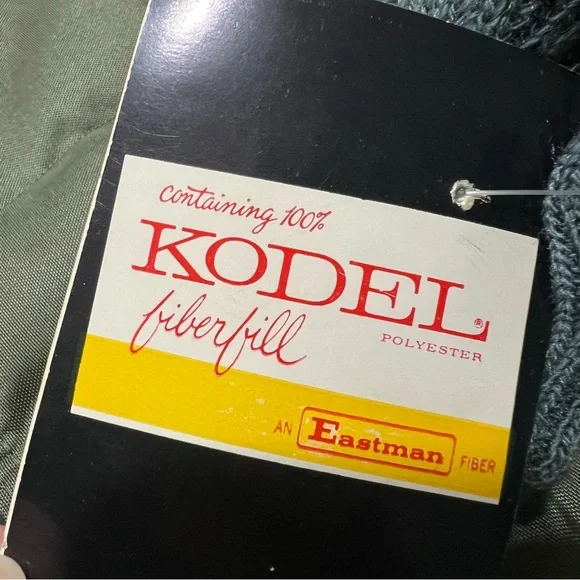 containing 100%
KODEL®
POLYESTER
fiberfill
AN Eastman FIBER